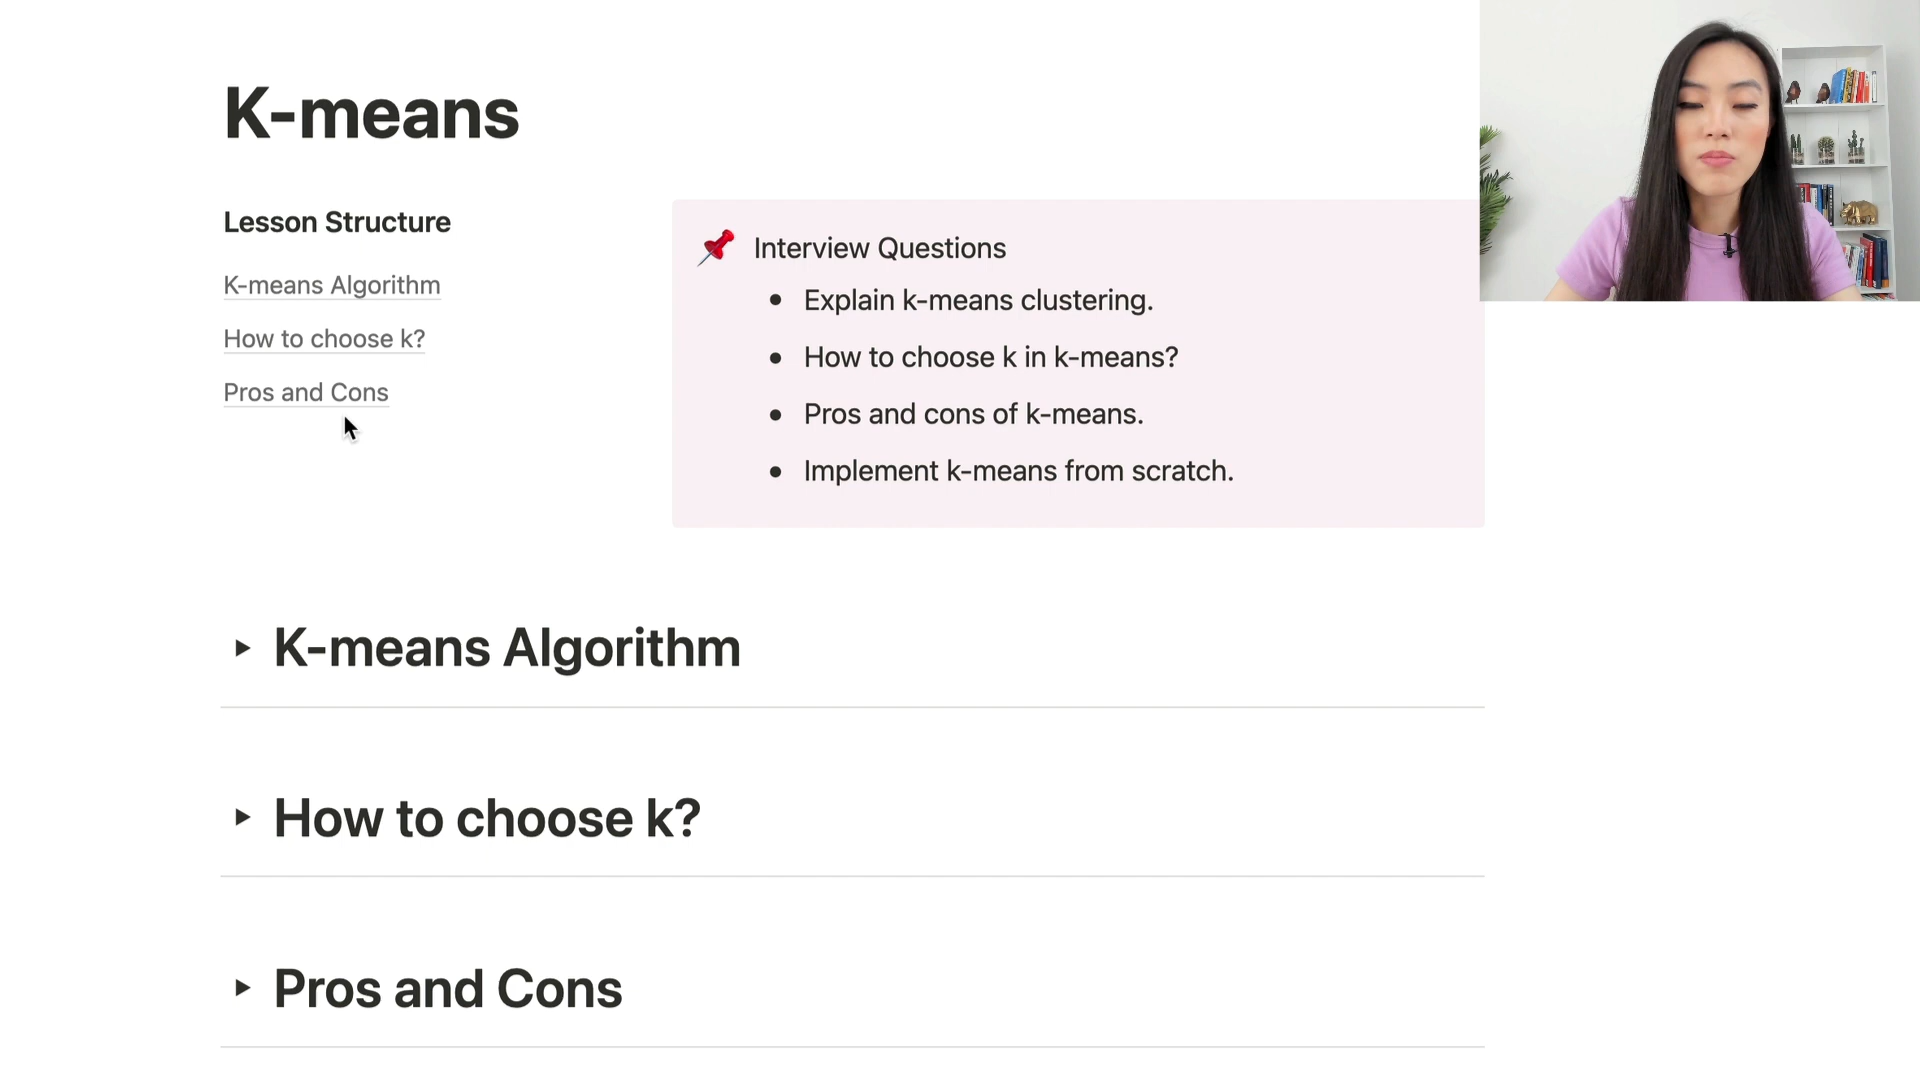 K-means
Lesson Structure
K-means Algorithm
How to choose k?
Pros and Cons
Interview Questions
• Explain k-means clustering.
• How to choose k in k-means?
• Pros and cons of k-means.
• Implement k-means from scratch.
K-means Algorithm
How to choose k?
Pros and Cons